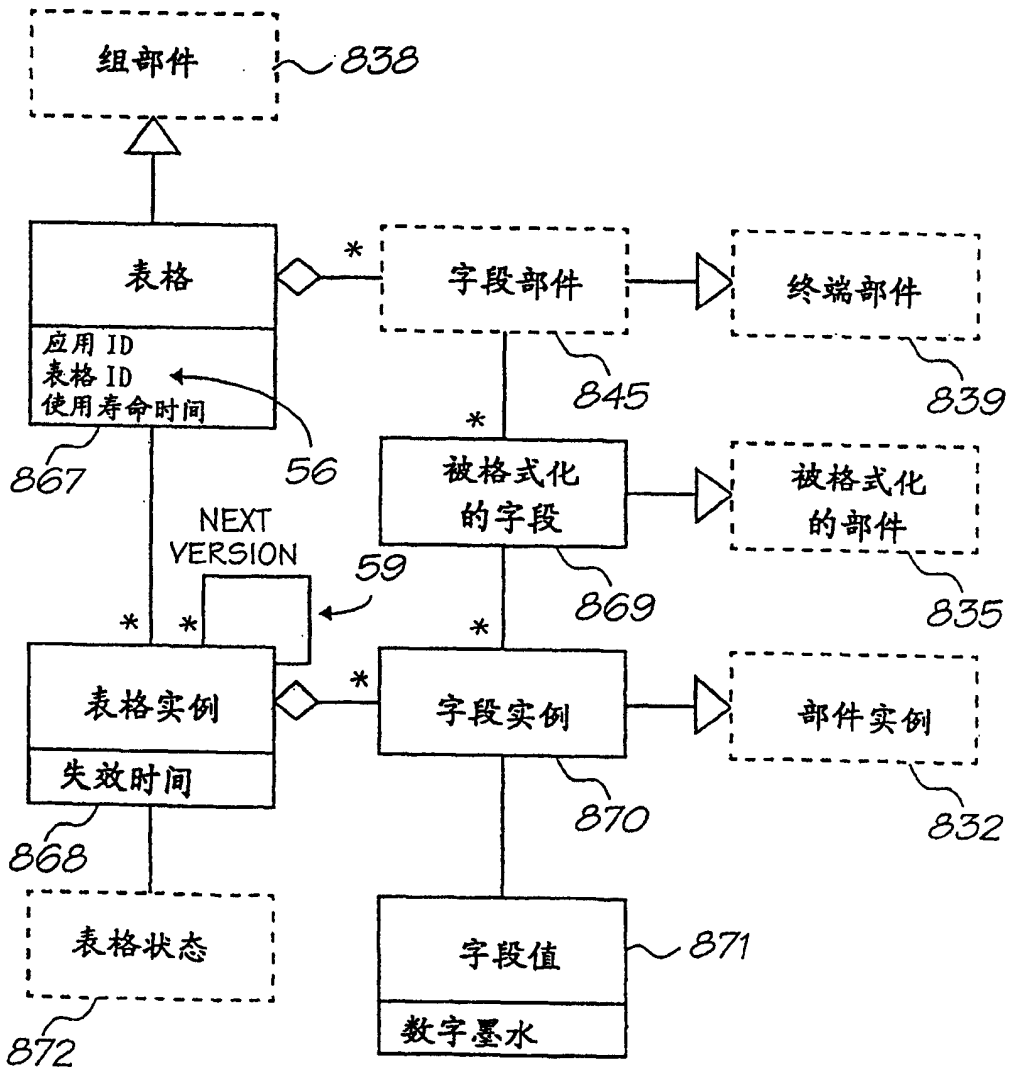 组部件
838
表格
*
字段部件
终端部件
应用 ID
表格 ID
使用寿命时间
845
839
867
56
*
被格式化
的字段
被格式化
的部件
NEXT
VERSION
59
869
835
*
*
*
表格实例
*
字段实例
部件实例
失效时间
870
832
868
表格状态
字段值
871
数字墨水
872